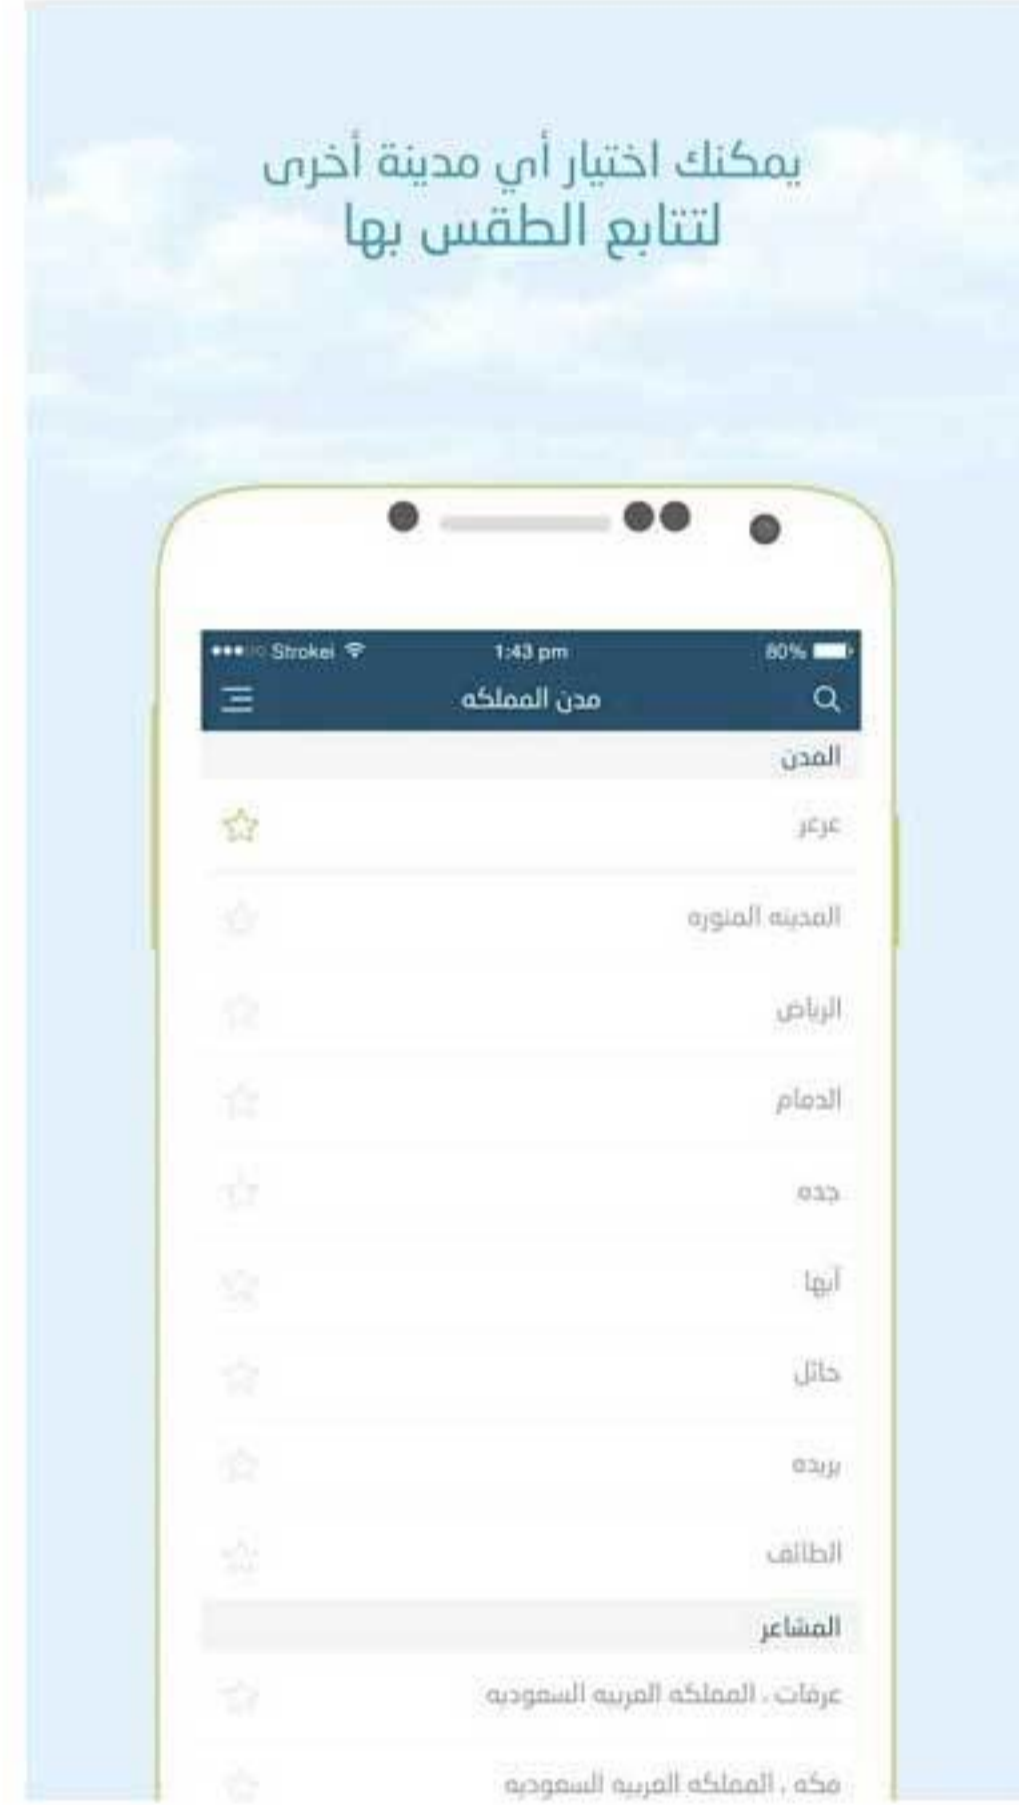 يمكنك اختيار أي مدينة أخرى
لتتابع الطقس بها
Strokei 1:43 pm 80%
مدن المملكه
المدن
عرعر
المدينه المنوره
الرياض
الدمام
جده
أبها
حائل
بريده
الطائف
المشاعر
عرفات ، المملكه العربيه السعوديه
مكه ، المملكه العربيه السعوديه